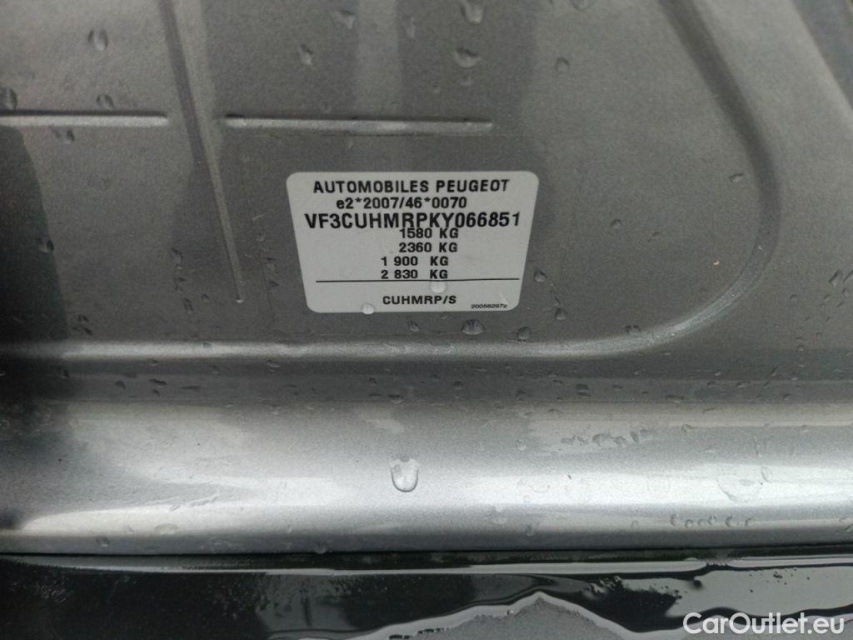 AUTOMOBILES PEUGEOT
e2*2007/46*0070
VF3CUHMRPKY066851
1580 KG
2360 KG
1 900 KG
2 830 KG
CUHMRP/S
CarOutlet.eu